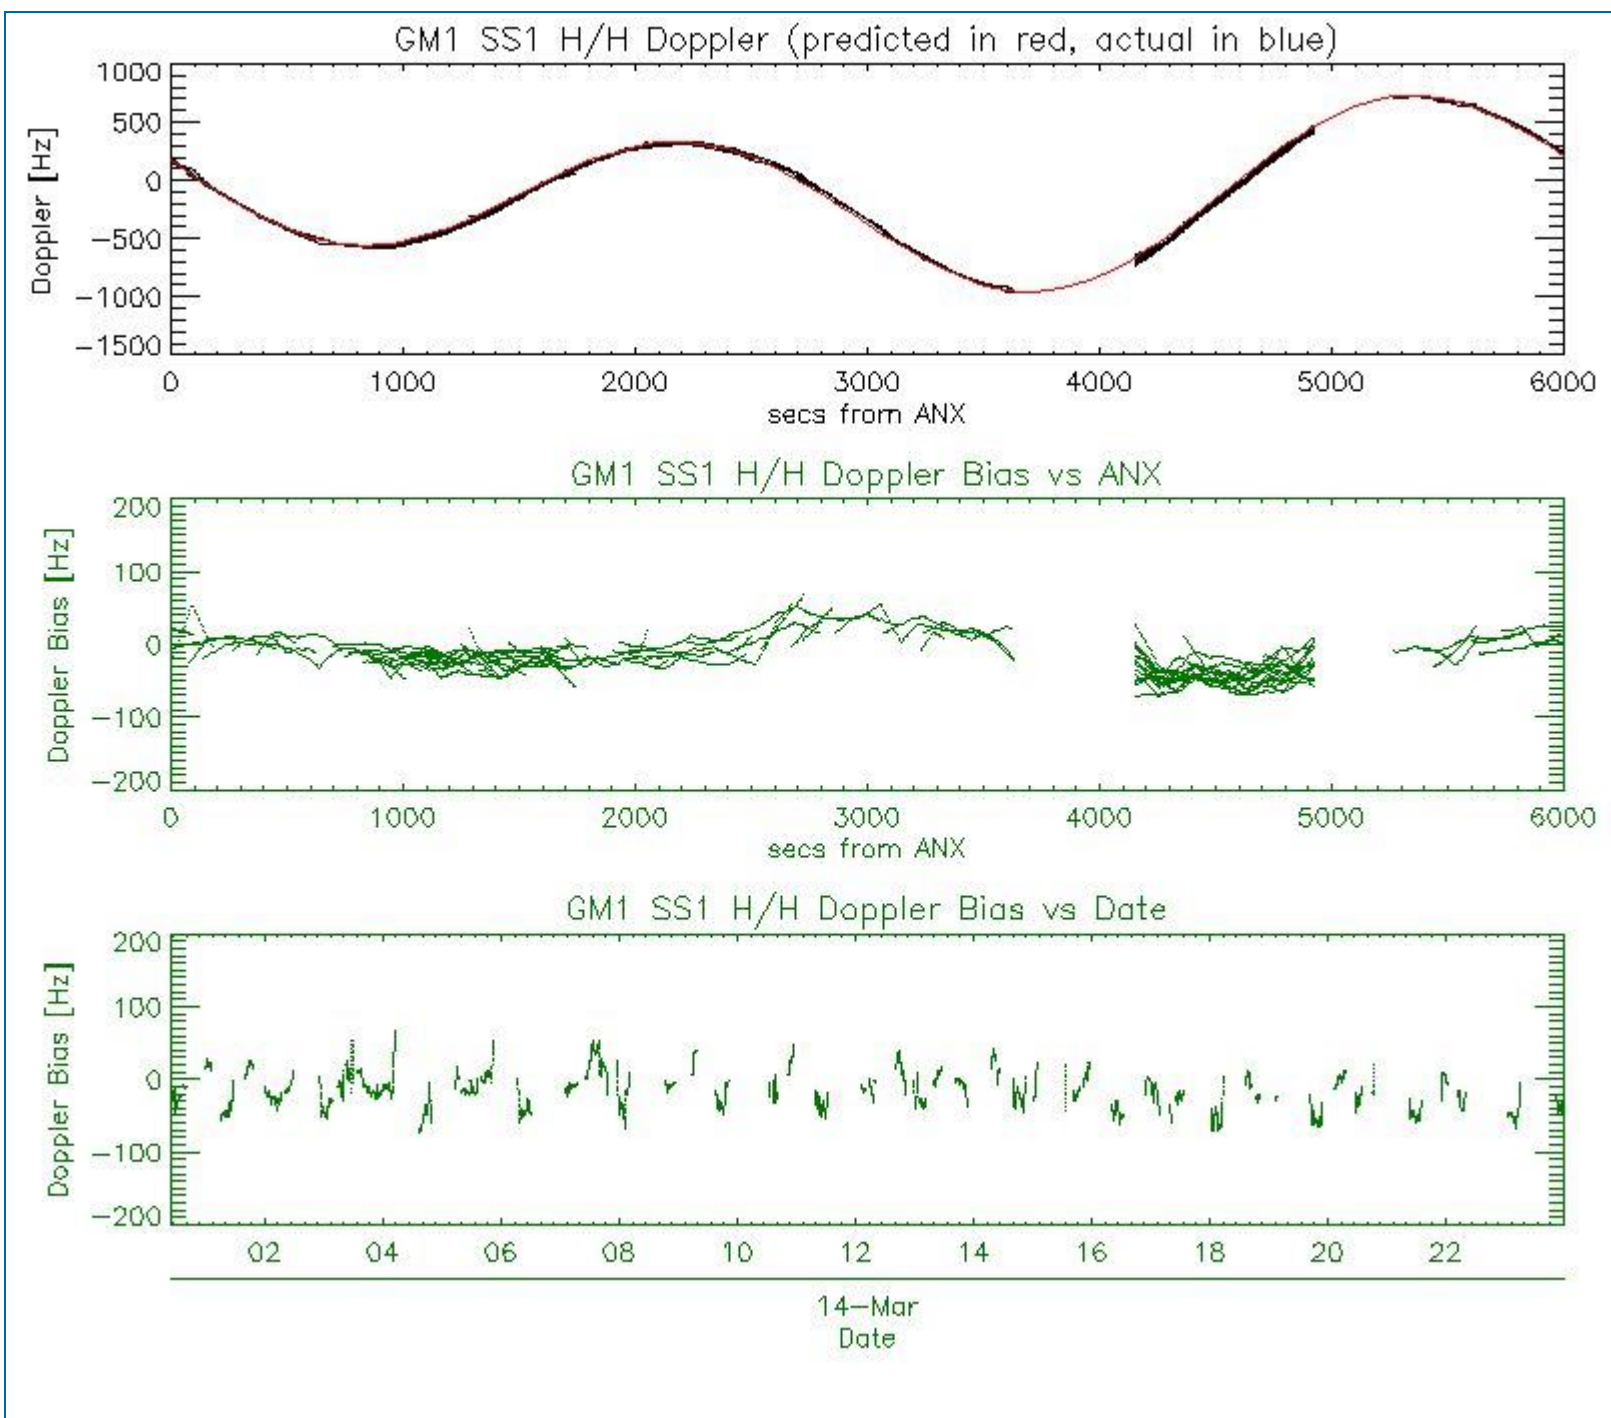 GM1 SS1 H/H Doppler (predicted in red, actual in blue)
1000
500
0
−500
−1000
−1500
Doppler [Hz]
0 1000 2000 3000 4000 5000 6000
secs from ANX
GM1 SS1 H/H Doppler Bias vs ANX
200
100
0
−100
−200
Doppler Bias [Hz]
0 1000 2000 3000 4000 5000 6000
secs from ANX
GM1 SS1 H/H Doppler Bias vs Date
200
100
0
−100
−200
Doppler Bias [Hz]
02 04 06 08 10 12 14 16 18 20 22
14−Mar
Date